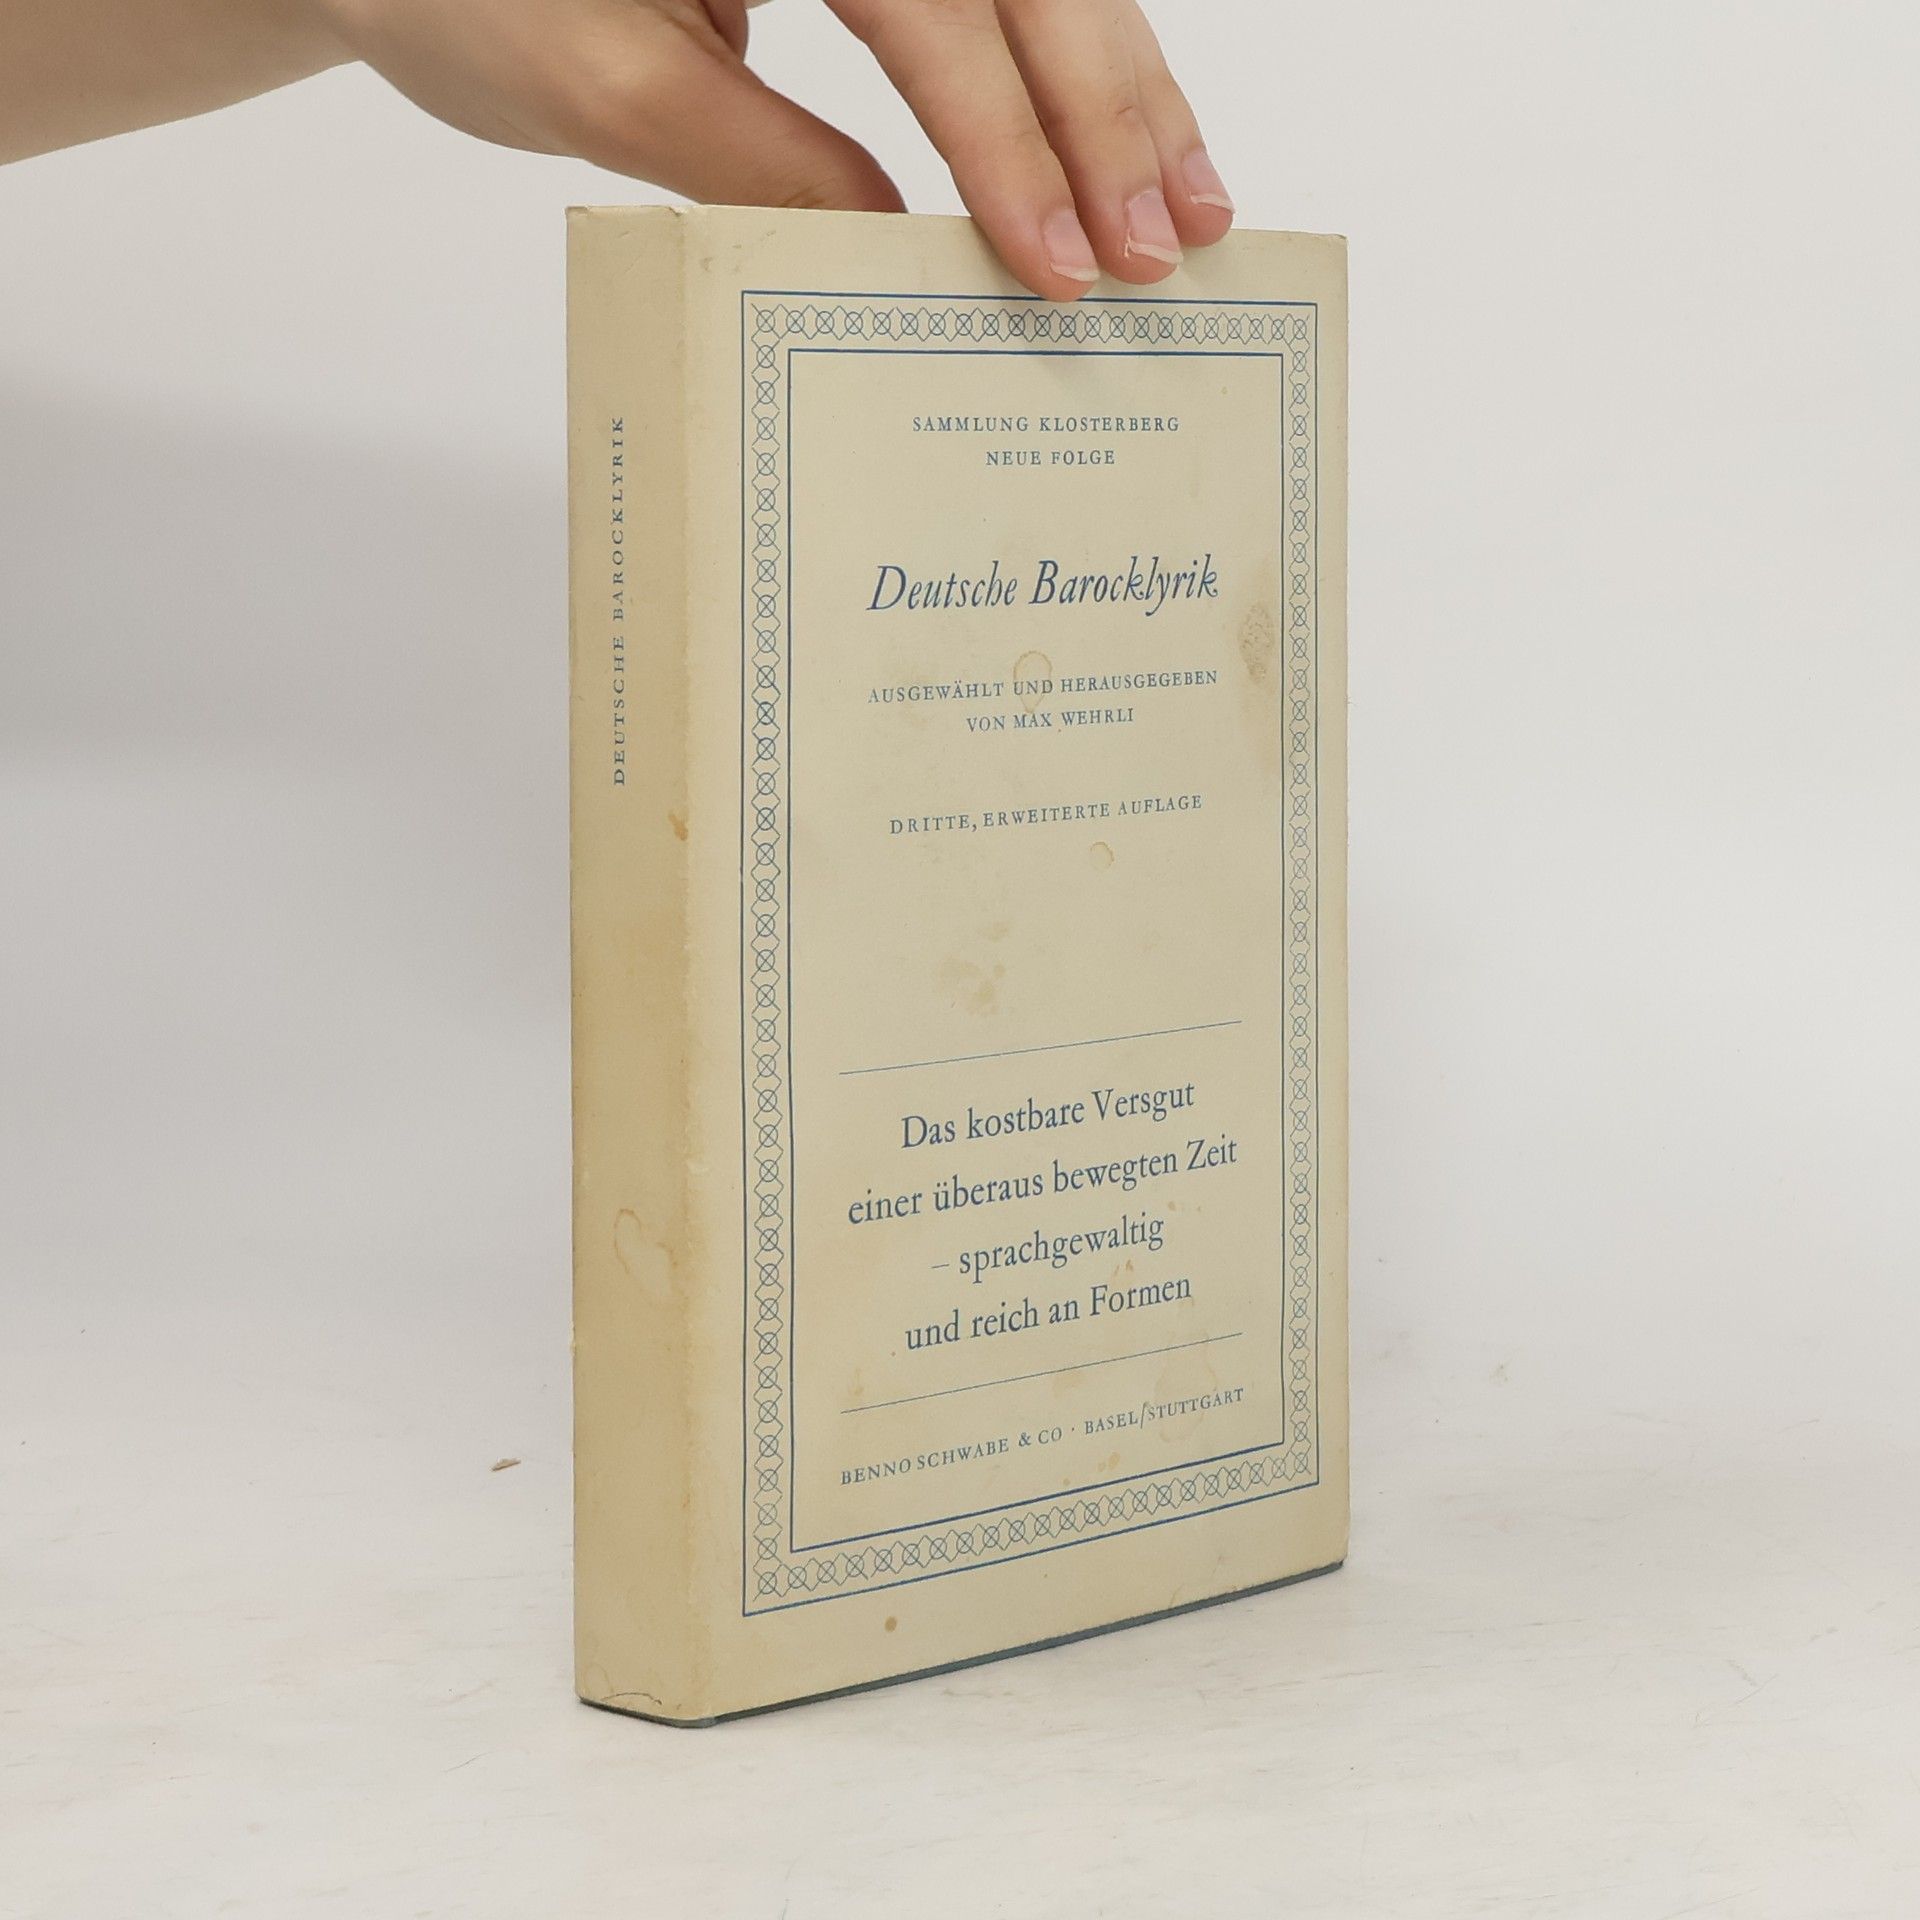 DEUTSCHE BAROCKLYRIK
SAMMLUNG KLOSTERBERG
NEUE FOLGE
Deutsche Barocklyrik
AUSGEWÄHLT UND HERAUSGEGEBEN
VON MAX WEHRLI
DRITTE, ERWEITERTE AUFLAGE
Das kostbare Versgut
einer überaus bewegten Zeit
– sprachgewaltig
und reich an Formen
BENNO SCHWABE & CO · BASEL/STUTTGART